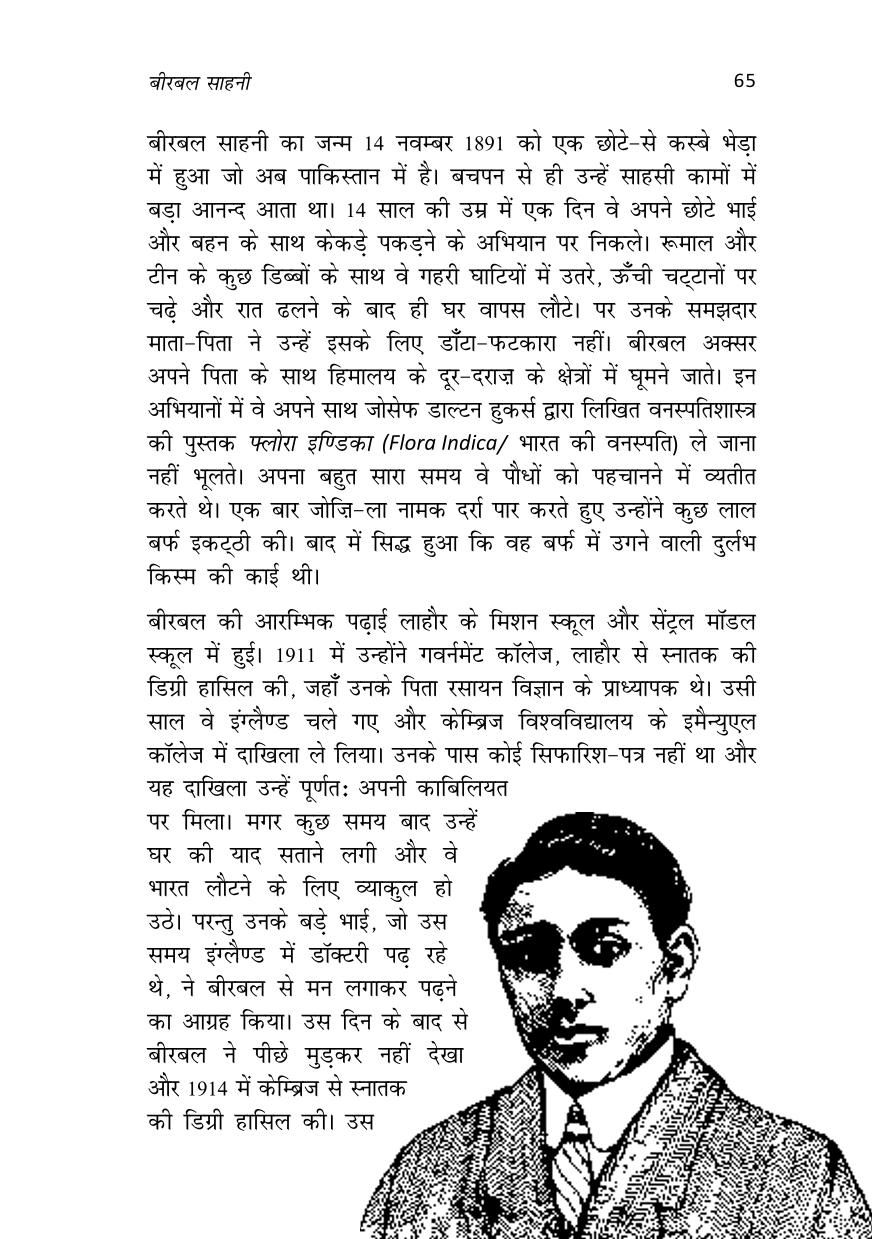 बीरबल साहनी 65
बीरबल साहनी का जन्म 14 नवम्बर 1891 को एक छोटे-से कस्बे भेड़ा
में हुआ जो अब पाकिस्तान में है। बचपन से ही उन्हें साहसी कामों में
बड़ा आनन्द आता था। 14 साल की उम्र में एक दिन वे अपने छोटे भाई
और बहन के साथ केकड़े पकड़ने के अभियान पर निकले। रूमाल और
टीन के कुछ डिब्बों के साथ वे गहरी घाटियों में उतरे, ऊँची चट्टानों पर
चढ़े और रात ढलने के बाद ही घर वापस लौटे। पर उनके समझदार
माता-पिता ने उन्हें इसके लिए डाँटा-फटकारा नहीं। बीरबल अक्सर
अपने पिता के साथ हिमालय के दूर-दराज़ के क्षेत्रों में घूमने जाते। इन
अभियानों में वे अपने साथ जोसेफ डाल्टन हुकर्स द्वारा लिखित वनस्पतिशास्त्र
की पुस्तक फ्लोरा इण्डिका (Flora Indica/ भारत की वनस्पति) ले जाना
नहीं भूलते। अपना बहुत सारा समय वे पौधों को पहचानने में व्यतीत
करते थे। एक बार जोज़ि-ला नामक दर्रा पार करते हुए उन्होंने कुछ लाल
बर्फ इकट्ठी की। बाद में सिद्ध हुआ कि वह बर्फ में उगने वाली दुर्लभ
किस्म की काई थी।
बीरबल की आरम्भिक पढ़ाई लाहौर के मिशन स्कूल और सेंट्रल मॉडल
स्कूल में हुई। 1911 में उन्होंने गवर्नमेंट कॉलेज, लाहौर से स्नातक की
डिग्री हासिल की, जहाँ उनके पिता रसायन विज्ञान के प्राध्यापक थे। उसी
साल वे इंग्लैण्ड चले गए और केम्ब्रिज विश्वविद्यालय के इमैन्युएल
कॉलेज में दाखिला ले लिया। उनके पास कोई सिफारिश-पत्र नहीं था और
यह दाखिला उन्हें पूर्णतः अपनी काबिलियत
पर मिला। मगर कुछ समय बाद उन्हें
घर की याद सताने लगी और वे
भारत लौटने के लिए व्याकुल हो
उठे। परन्तु उनके बड़े भाई, जो उस
समय इंग्लैण्ड में डॉक्टरी पढ़ रहे
थे, ने बीरबल से मन लगाकर पढ़ने
का आग्रह किया। उस दिन के बाद से
बीरबल ने पीछे मुड़कर नहीं देखा
और 1914 में केम्ब्रिज से स्नातक
की डिग्री हासिल की। उस